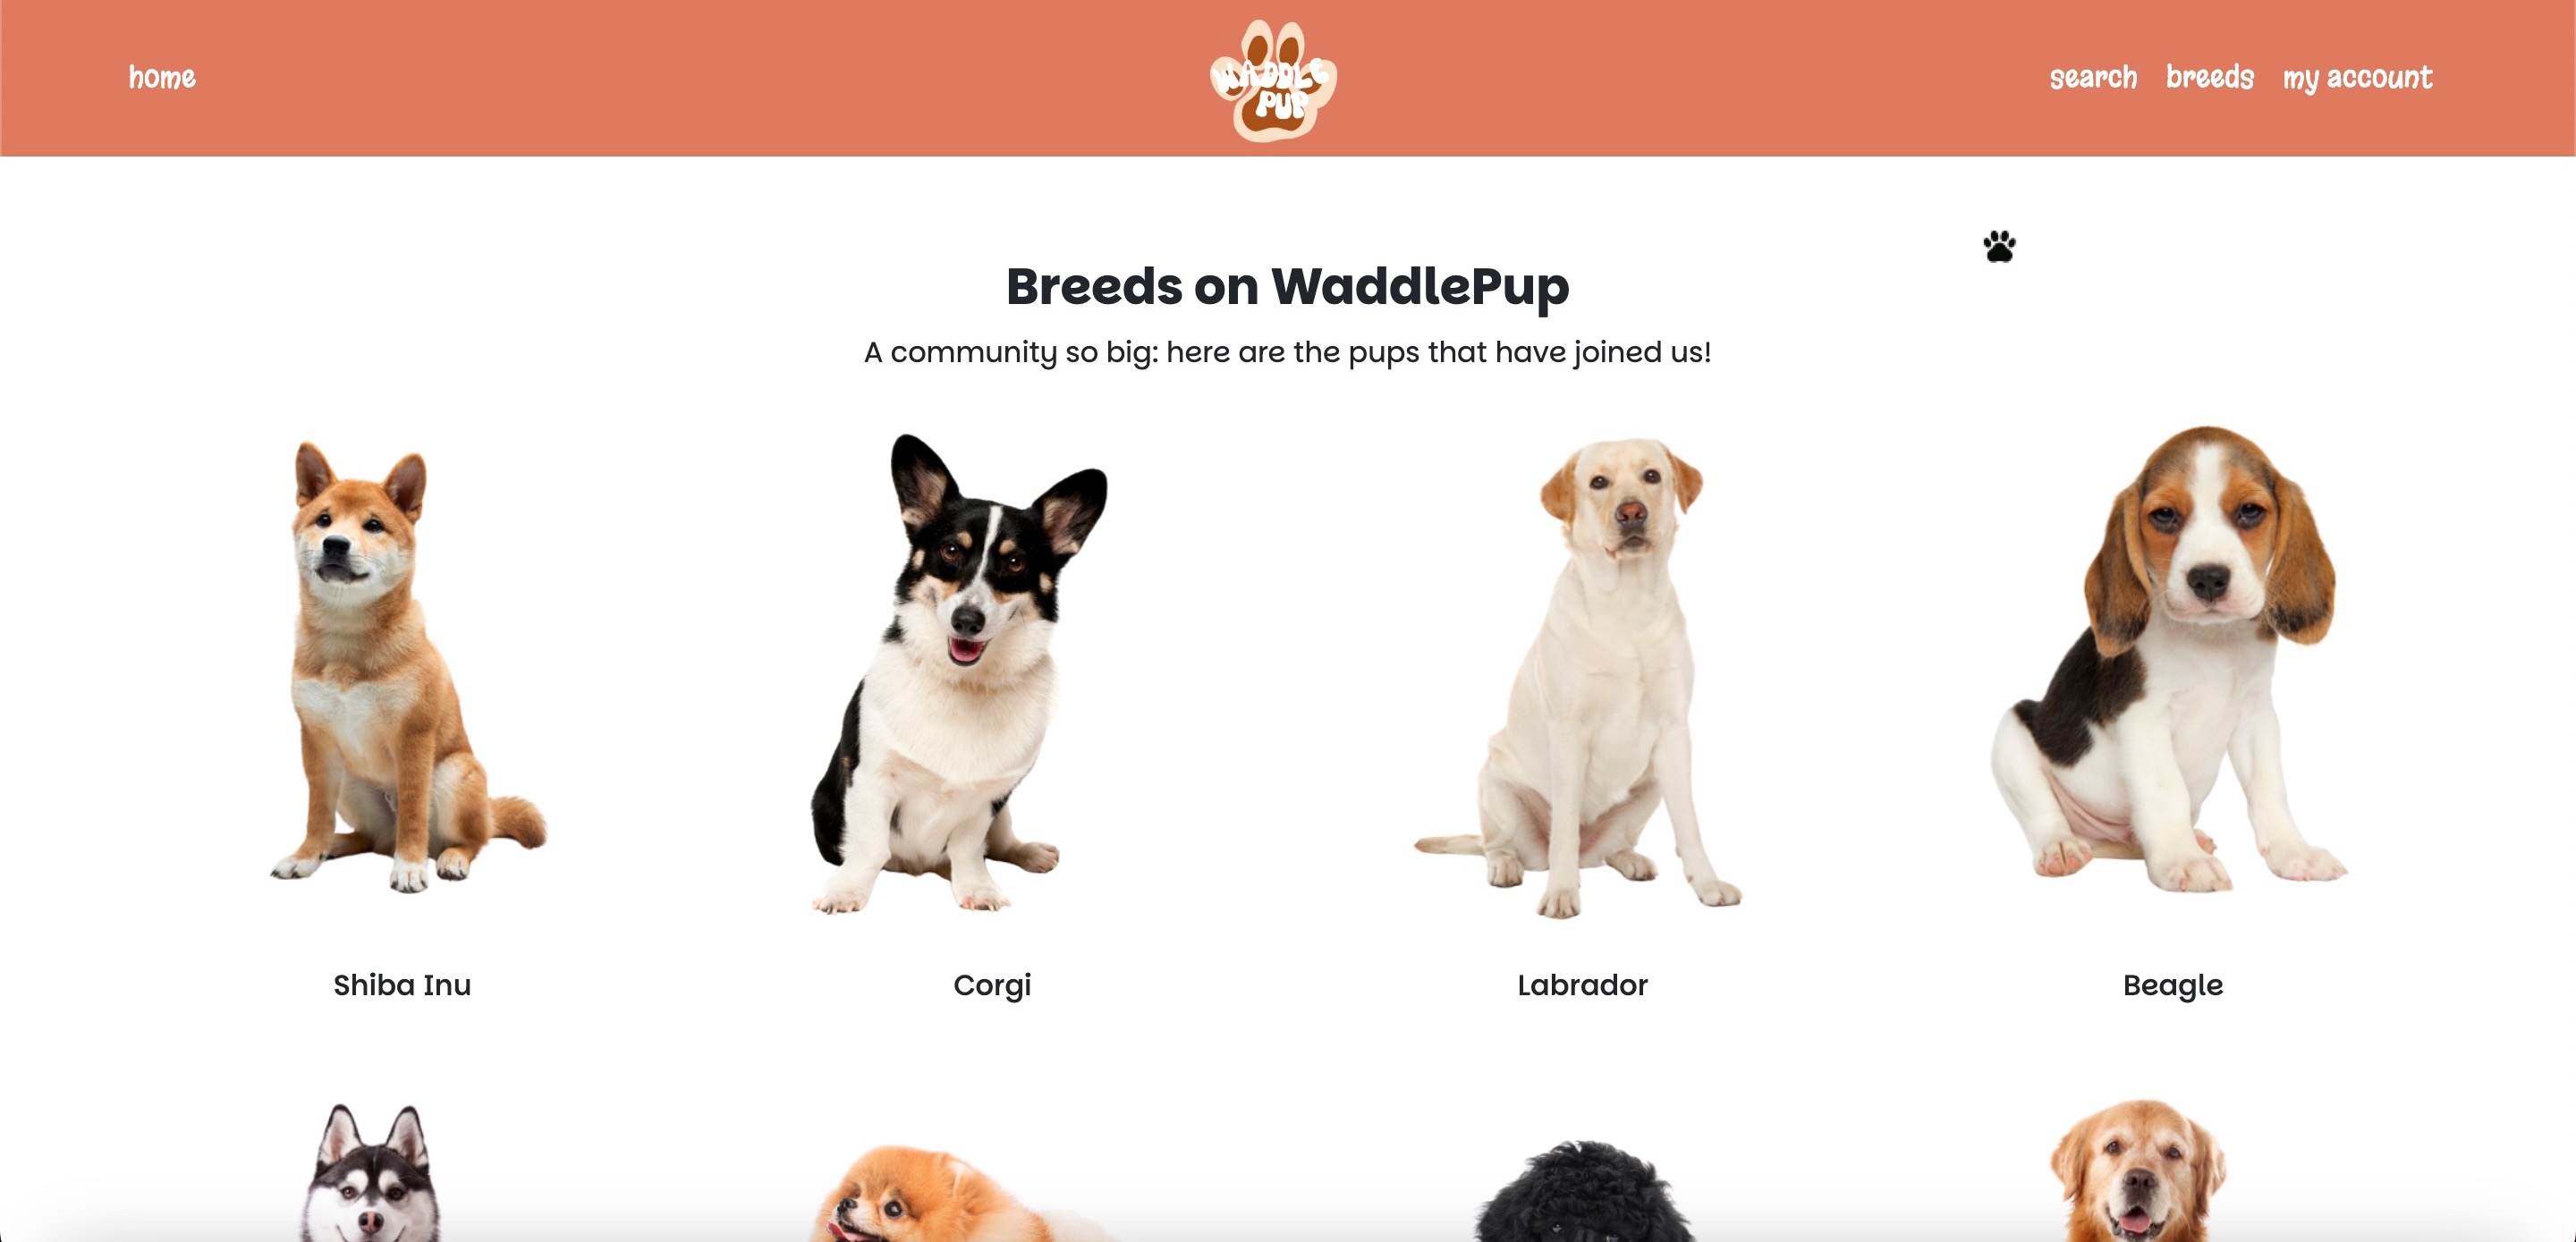 home
WADDLE
PUP
search breeds my account
Breeds on WaddlePup
A community so big: here are the pups that have joined us!
Shiba Inu
Corgi
Labrador
Beagle